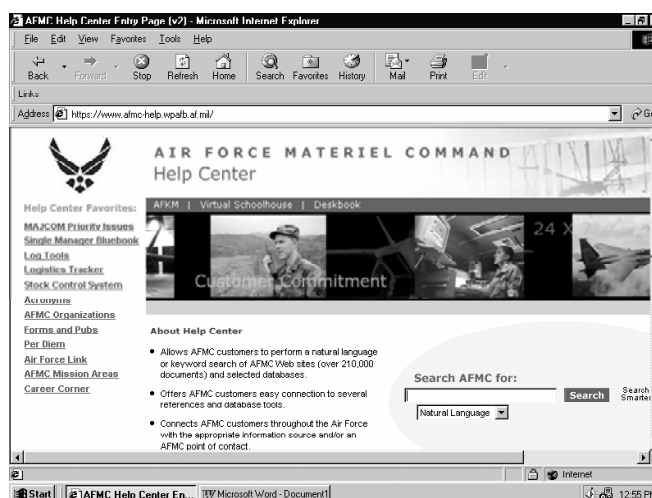 AFMC Help Center Entry Page (v2) - Microsoft Internet Explorer
File Edit View Favorites Tools Help
Back Forward Stop Refresh Home Search Favorites History Mail Print Edit
Links
Address https://www.afmc-help.wpafb.af.mil/ Go
AIR FORCE MATERIEL COMMAND
Help Center
Help Center Favorites:
MAJCOM Priority Issues
Single Manager Bluebook
Log Tools
Logistics Tracker
Stock Control System
Acronyms
AFMC Organizations
Forms and Pubs
Per Diem
Air Force Link
AFMC Mission Areas
Career Corner
AFKM | Virtual Schoolhouse | Deskbook
24 X
Customer Commitment
About Help Center
• Allows AFMC customers to perform a natural language
or keyword search of AFMC Web sites (over 210,000
documents) and selected databases.
• Offers AFMC customers easy connection to several
references and database tools.
• Connects AFMC customers throughout the Air Force
with the appropriate information source and/or an
AFMC point of contact.
Search AFMC for:
Search
Search
Smarter
Natural Language
Internet
Start AFMC Help Center En... Microsoft Word - Document1 12:55 P